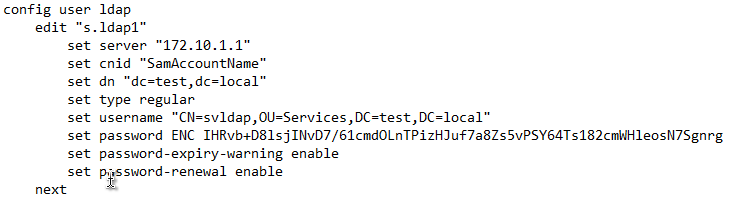 config user ldap
edit "s.ldap1"
set server "172.10.1.1"
set cnid "SamAccountName"
set dn "dc=test,dc=local"
set type regular
set username "CN=svldap,OU=Services,DC=test,DC=local"
set password ENC IHRvb+D8lsjINvD7/61cmdOLnTPizHJuf7a8Zs5vPSY64Ts182cmWHleosN7Sgnrg
set password-expiry-warning enable
set password-renewal enable
next